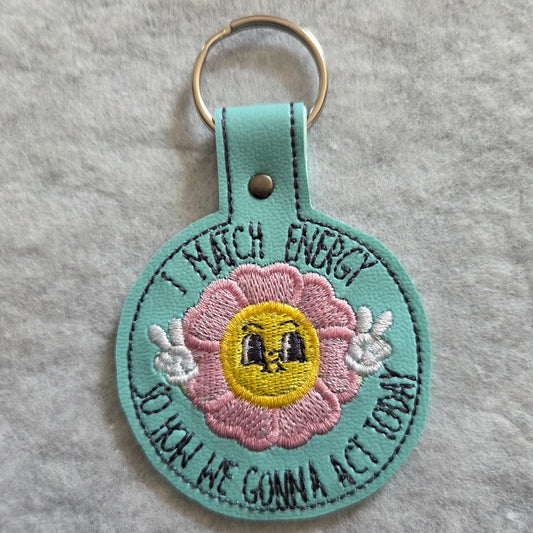 I MATCH ENERGY
SO HOW WE GONNA ACT TODAY